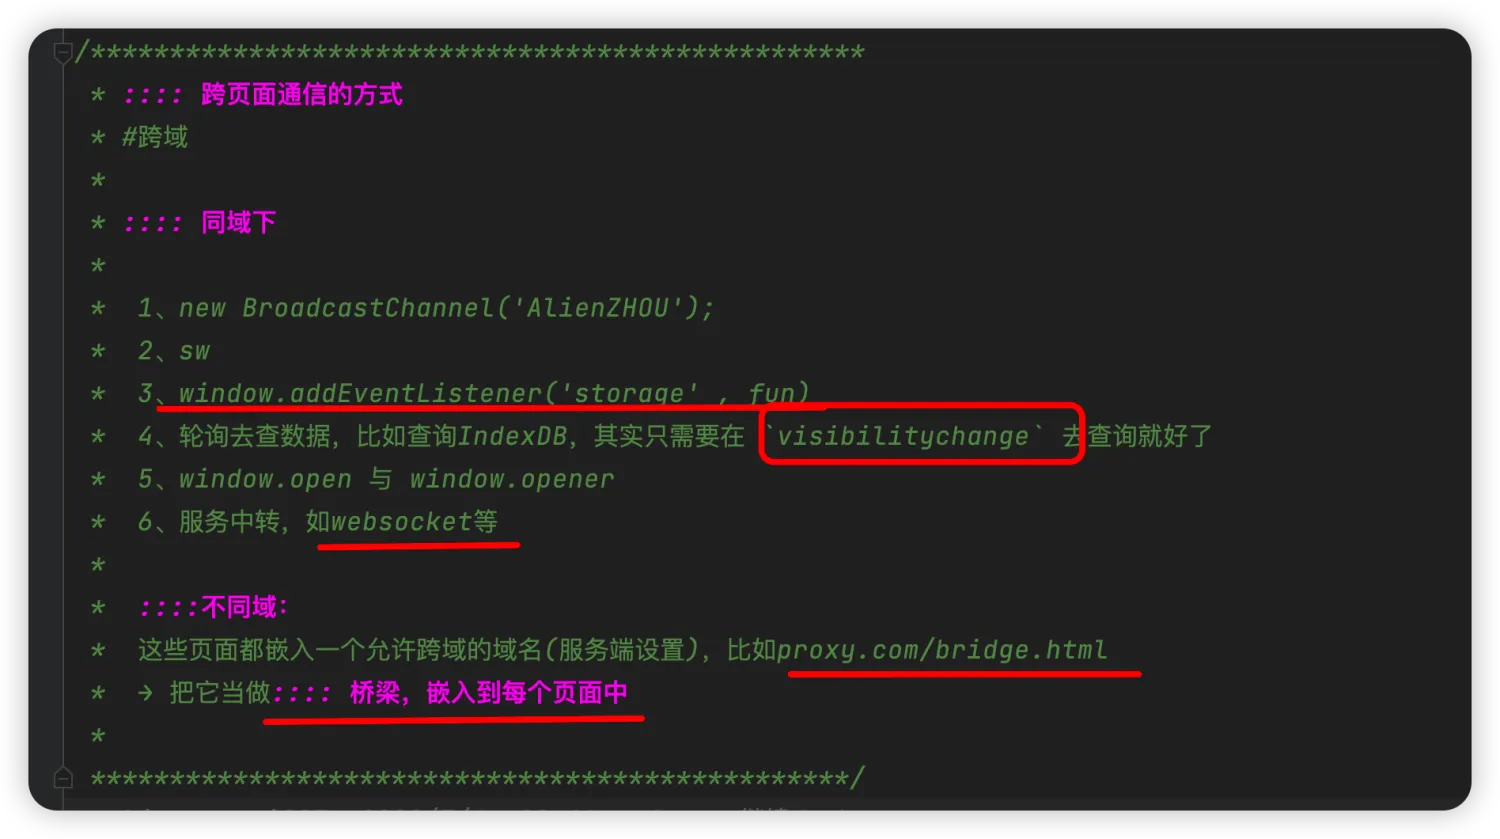 /*************************************************
* :::: 跨页面通信的方式
* #跨域
*
* :::: 同域下
*
* 1、new BroadcastChannel('AlienZHOU');
* 2、sw
* 3、window.addEventListener('storage' , fun)
* 4、轮询去查数据，比如查询IndexDB，其实只需要在 `visibilitychange` 去查询就好了
* 5、window.open 与 window.opener
* 6、服务中转，如websocket等
*
* ::::不同域：
* 这些页面都嵌入一个允许跨域的域名(服务端设置)，比如proxy.com/bridge.html
* → 把它当做:::: 桥梁，嵌入到每个页面中
*
************************************************/